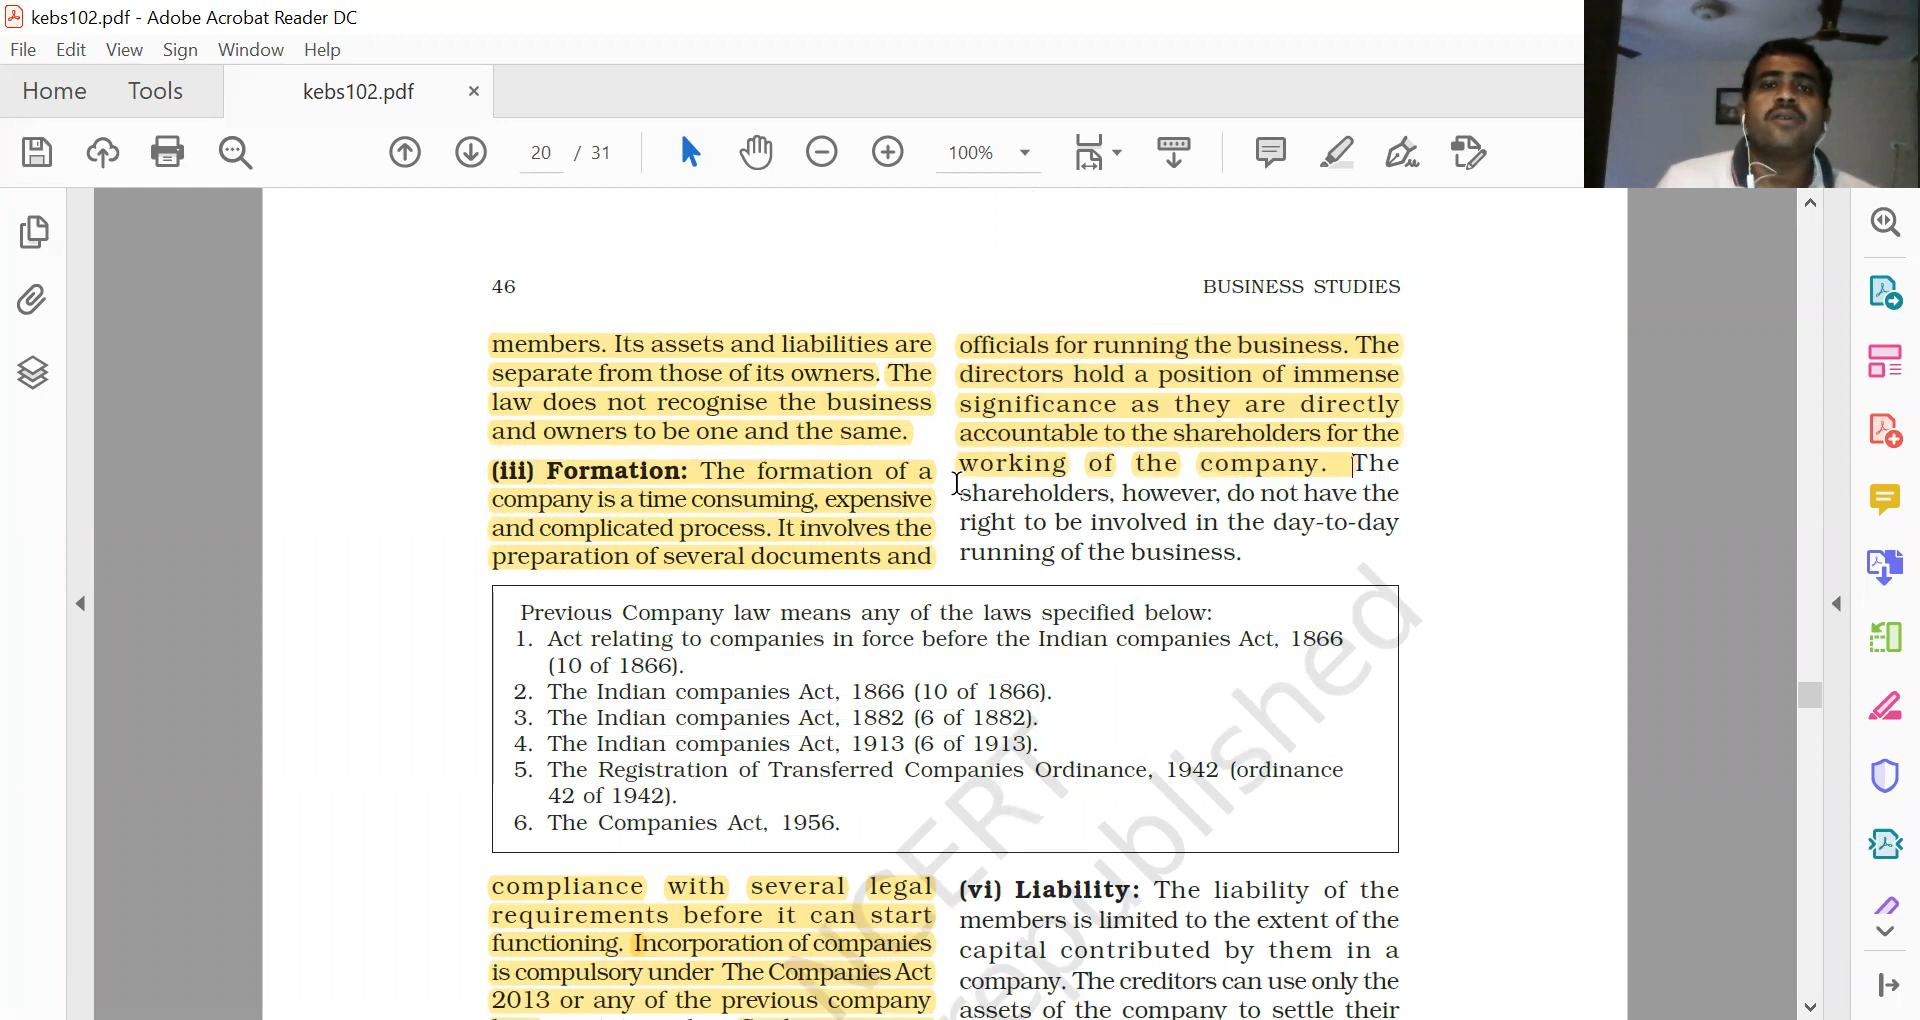 kebs102.pdf - Adobe Acrobat Reader DC
File Edit View Sign Window Help
Home Tools kebs102.pdf ×
20 / 31 100%
46 BUSINESS STUDIES
members. Its assets and liabilities are
separate from those of its owners. The
law does not recognise the business
and owners to be one and the same.
(iii) Formation: The formation of a
company is a time consuming, expensive
and complicated process. It involves the
preparation of several documents and
officials for running the business. The
directors hold a position of immense
significance as they are directly
accountable to the shareholders for the
working of the company. The
shareholders, however, do not have the
right to be involved in the day-to-day
running of the business.
Previous Company law means any of the laws specified below:
1. Act relating to companies in force before the Indian companies Act, 1866
(10 of 1866).
2. The Indian companies Act, 1866 (10 of 1866).
3. The Indian companies Act, 1882 (6 of 1882).
4. The Indian companies Act, 1913 (6 of 1913).
5. The Registration of Transferred Companies Ordinance, 1942 (ordinance
42 of 1942).
6. The Companies Act, 1956.
compliance with several legal
requirements before it can start
functioning. Incorporation of companies
is compulsory under The Companies Act
2013 or any of the previous company
(vi) Liability: The liability of the
members is limited to the extent of the
capital contributed by them in a
company. The creditors can use only the
assets of the company to settle their
NCERT
republished